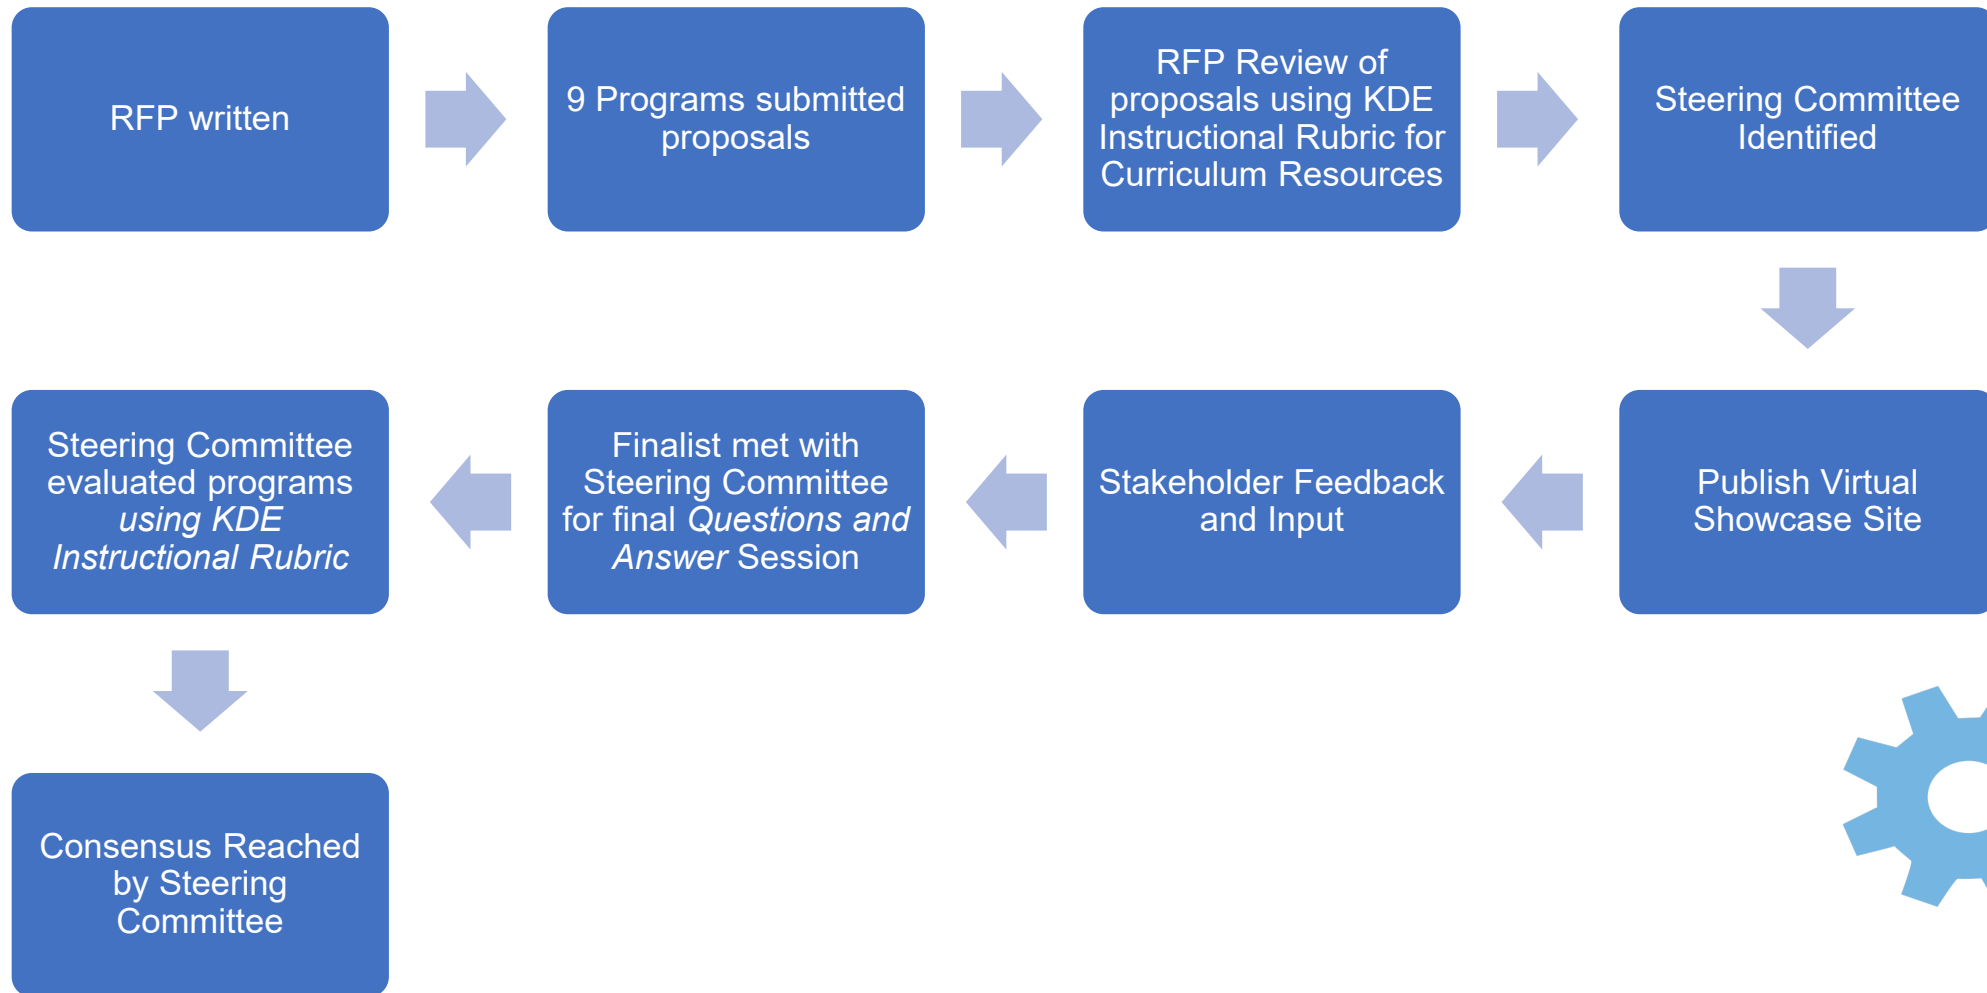 RFP written
9 Programs submitted
proposals
RFP Review of
proposals using KDE
Instructional Rubric for
Curriculum Resources
Steering Committee
Identified
Publish Virtual
Showcase Site
Stakeholder Feedback
and Input
Finalist met with
Steering Committee
for final Questions and
Answer Session
Steering Committee
evaluated programs
using KDE
Instructional Rubric
Consensus Reached
by Steering
Committee